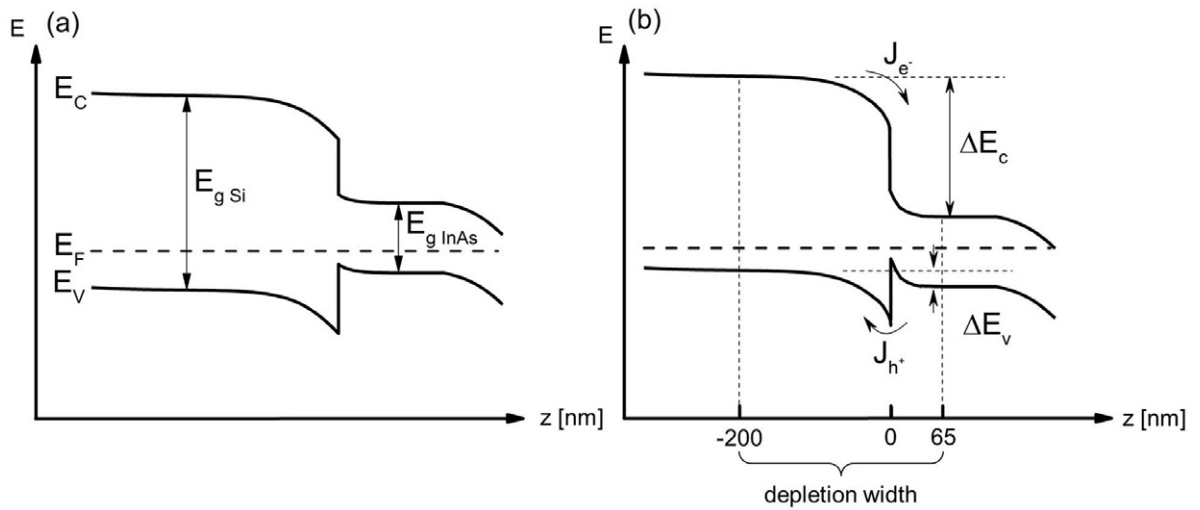 E (a)
E_C
E_g Si
E_g InAs
E_F
E_V
z [nm]
E (b)
J_e-
ΔE_c
ΔE_v
J_h+
-200 0 65
z [nm]
depletion width